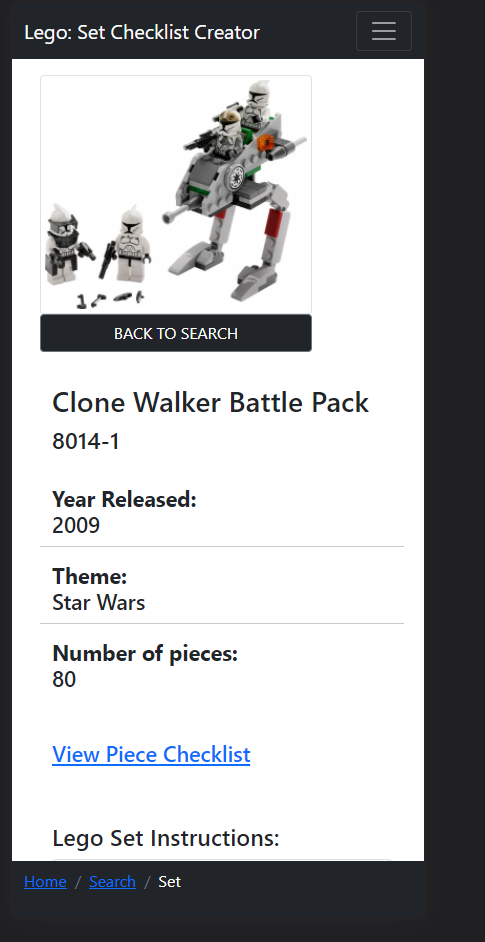 Lego: Set Checklist Creator
BACK TO SEARCH
Clone Walker Battle Pack
8014-1
Year Released:
2009
Theme:
Star Wars
Number of pieces:
80
View Piece Checklist
Lego Set Instructions:
Home / Search / Set